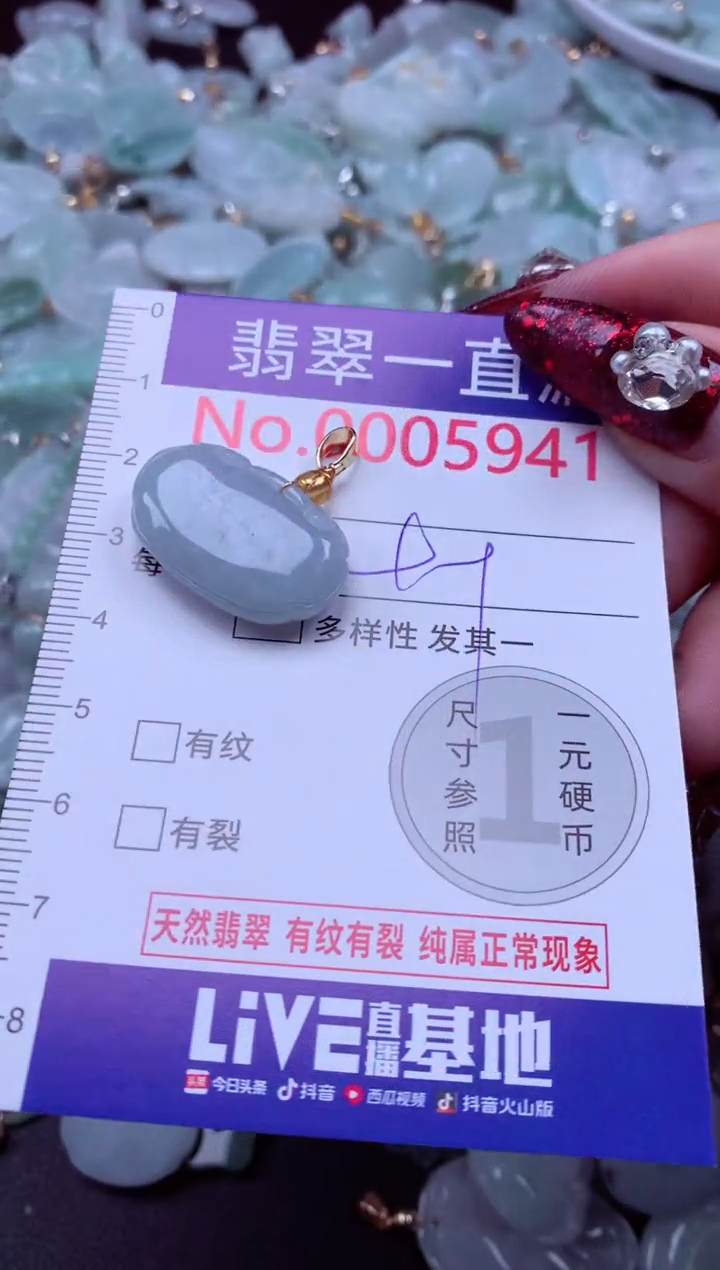 0
翡翠一直
1
No.0005941
2
3
每
4
多样性 发其一
5
有纹
尺寸参照
1
一元硬币
6
有裂
7
天然翡翠 有纹有裂 纯属正常现象
8
LiVE直播基地
头条 今日头条 抖音 西瓜视频 抖音火山版